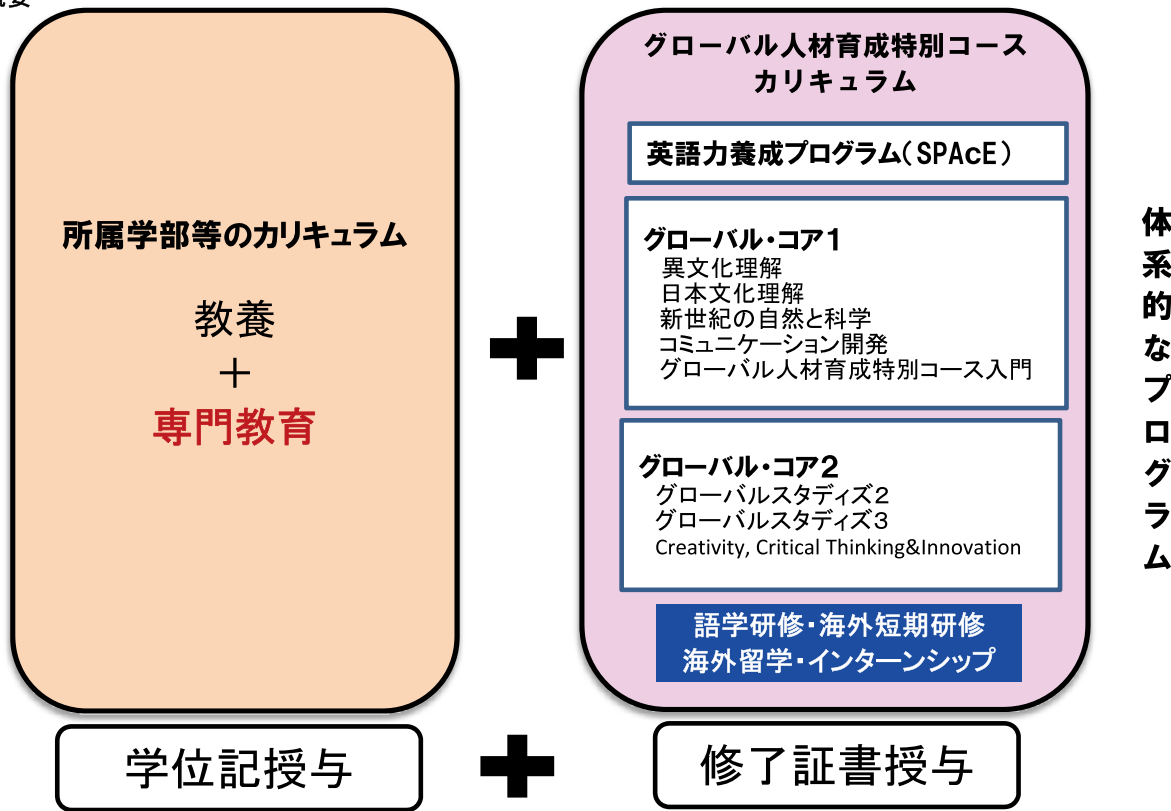 概要
所属学部等のカリキュラム
教養
＋
専門教育
グローバル人材育成特別コース
カリキュラム
英語力養成プログラム(SPAcE)
グローバル・コア1
異文化理解
日本文化理解
新世紀の自然と科学
コミュニケーション開発
グローバル人材育成特別コース入門
グローバル・コア2
グローバルスタディズ2
グローバルスタディズ3
Creativity, Critical Thinking&Innovation
語学研修・海外短期研修
海外留学・インターンシップ
体系的なプログラム
学位記授与
修了証書授与